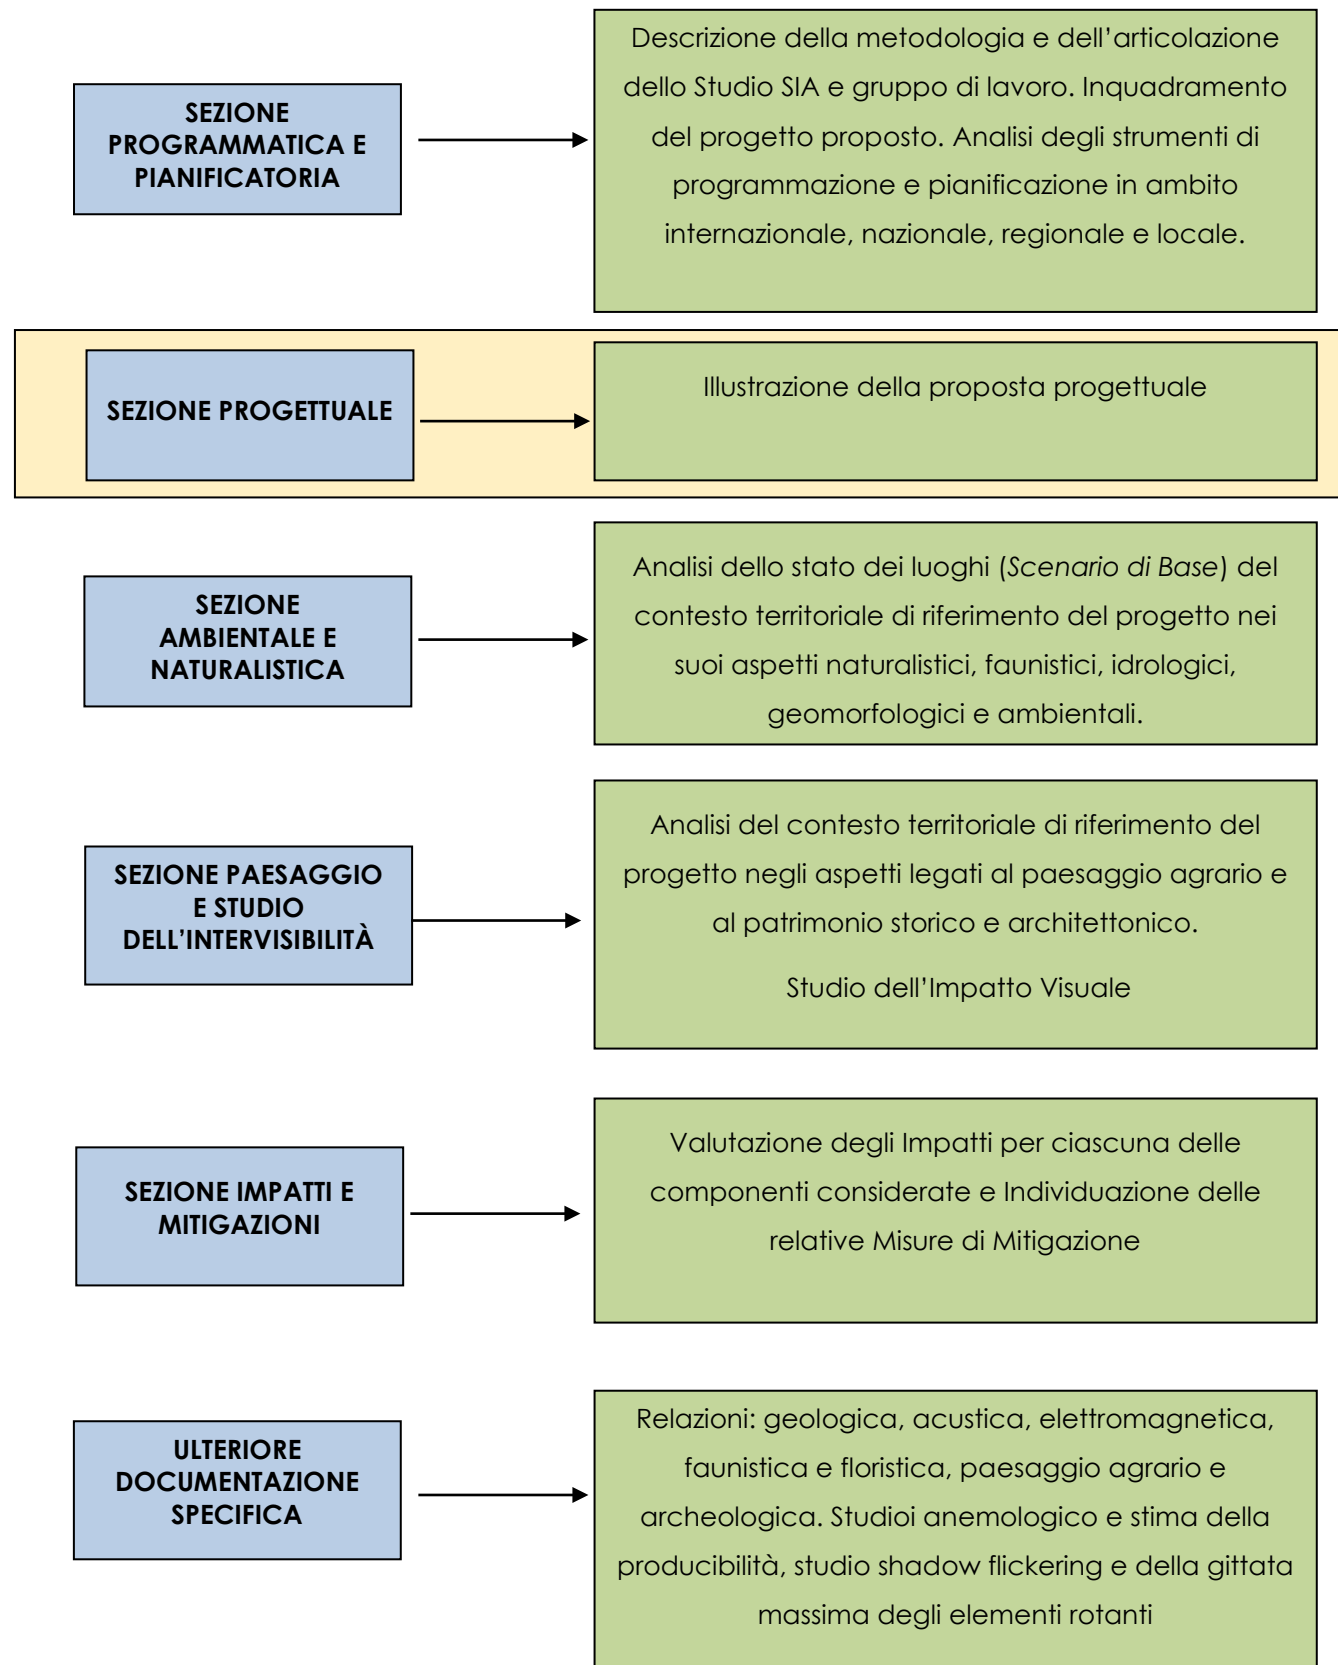 SEZIONE
PROGRAMMATICA E
PIANIFICATORIA
Descrizione della metodologia e dell’articolazione
dello Studio SIA e gruppo di lavoro. Inquadramento
del progetto proposto. Analisi degli strumenti di
programmazione e pianificazione in ambito
internazionale, nazionale, regionale e locale.
SEZIONE PROGETTUALE
Illustrazione della proposta progettuale
SEZIONE
AMBIENTALE E
NATURALISTICA
Analisi dello stato dei luoghi (Scenario di Base) del
contesto territoriale di riferimento del progetto nei
suoi aspetti naturalistici, faunistici, idrologici,
geomorfologici e ambientali.
SEZIONE PAESAGGIO
E STUDIO
DELL’INTERVISIBILITÀ
Analisi del contesto territoriale di riferimento del
progetto negli aspetti legati al paesaggio agrario e
al patrimonio storico e architettonico.
Studio dell’Impatto Visuale
SEZIONE IMPATTI E
MITIGAZIONI
Valutazione degli Impatti per ciascuna delle
componenti considerate e Individuazione delle
relative Misure di Mitigazione
ULTERIORE
DOCUMENTAZIONE
SPECIFICA
Relazioni: geologica, acustica, elettromagnetica,
faunistica e floristica, paesaggio agrario e
archeologica. Studioi anemologico e stima della
producibilità, studio shadow flickering e della gittata
massima degli elementi rotanti